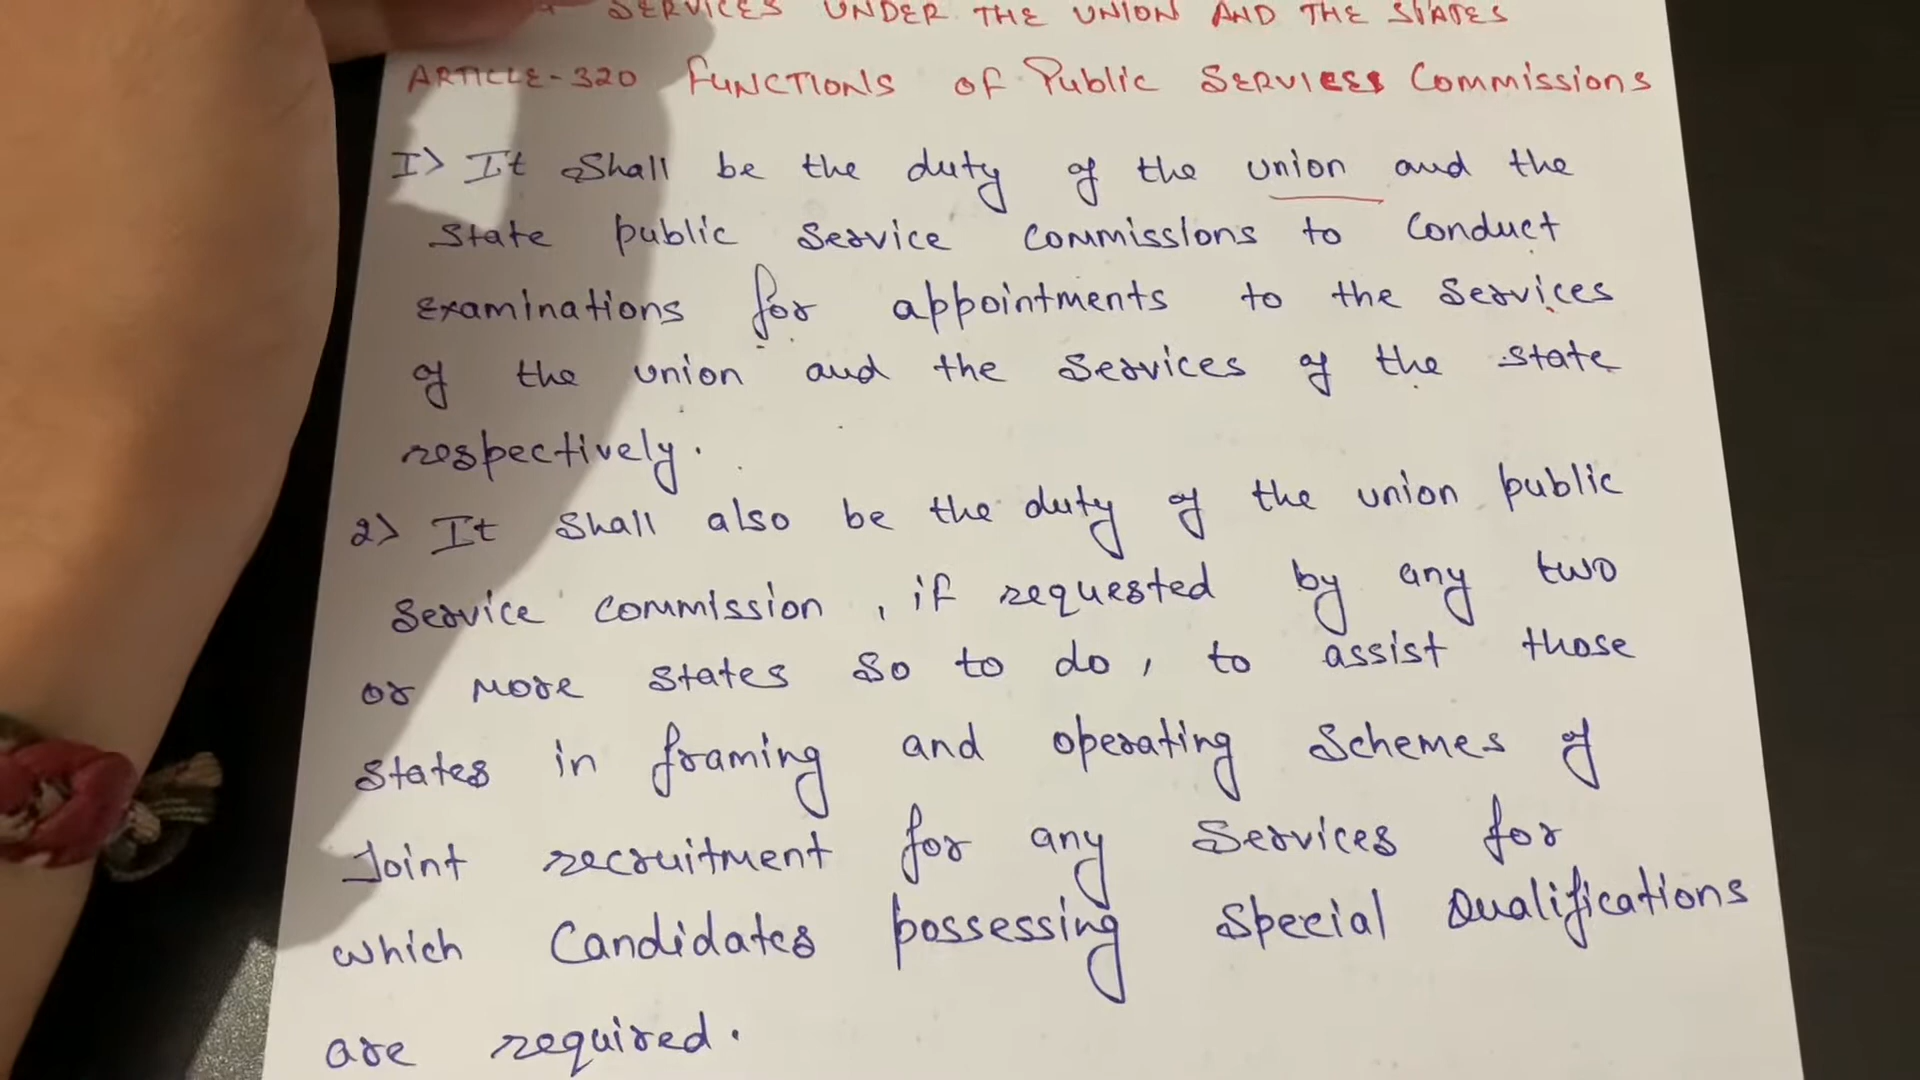 SERVICES UNDER THE UNION AND THE STATES
ARTICLE-320 FUNCTIONS OF Public SERVICES Commissions
I) It shall be the duty of the union and the
state public service commissions to conduct
examinations for appointments to the services
of the union and the services of the state
respectively.
2) It shall also be the duty of the union public
service commission, if requested by any two
or more states so to do, to assist those
states in framing and operating schemes of
Joint recruitment for any services for
which candidates possessing special Qualifications
are required.